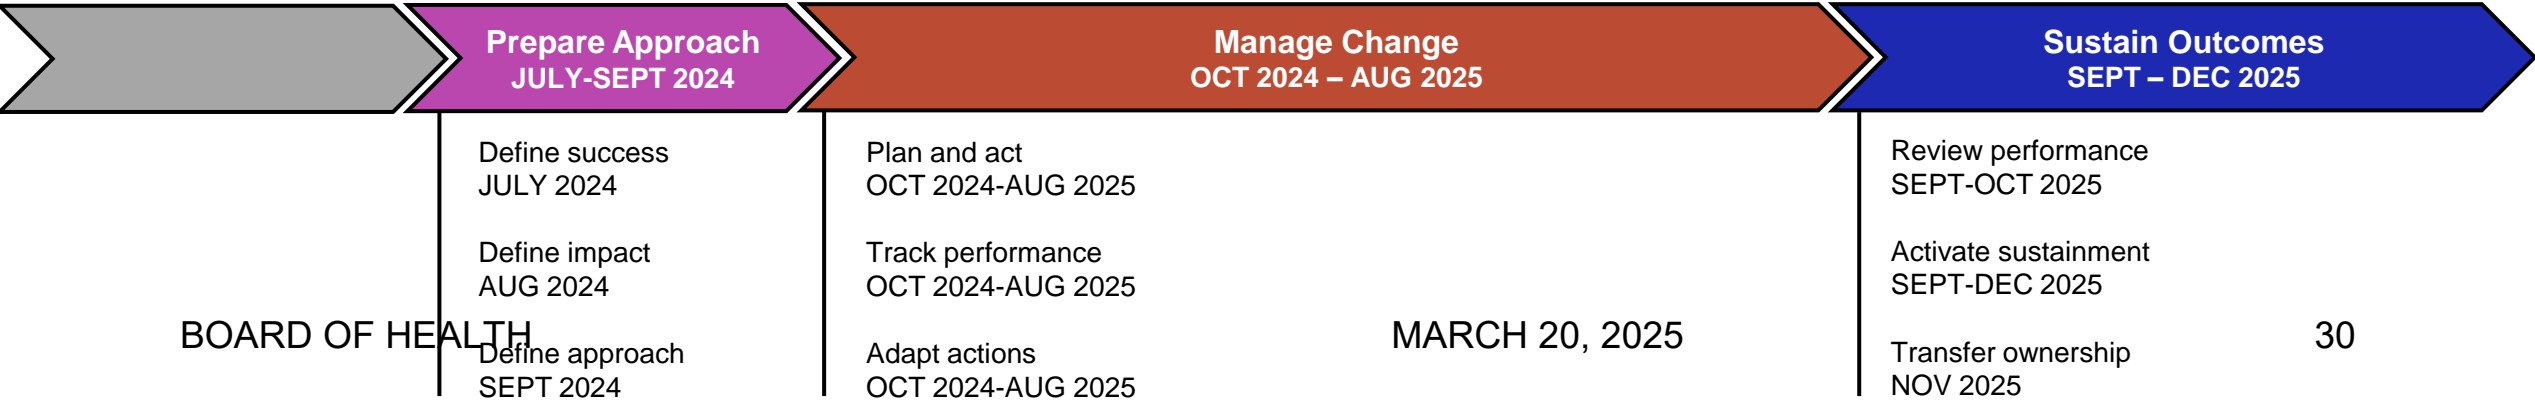 Prepare Approach
JULY-SEPT 2024
Manage Change
OCT 2024 – AUG 2025
Sustain Outcomes
SEPT – DEC 2025
Define success
JULY 2024
Define impact
AUG 2024
Define approach
SEPT 2024
Plan and act
OCT 2024-AUG 2025
Track performance
OCT 2024-AUG 2025
Adapt actions
OCT 2024-AUG 2025
Review performance
SEPT-OCT 2025
Activate sustainment
SEPT-DEC 2025
Transfer ownership
NOV 2025
BOARD OF HEALTH
MARCH 20, 2025
30